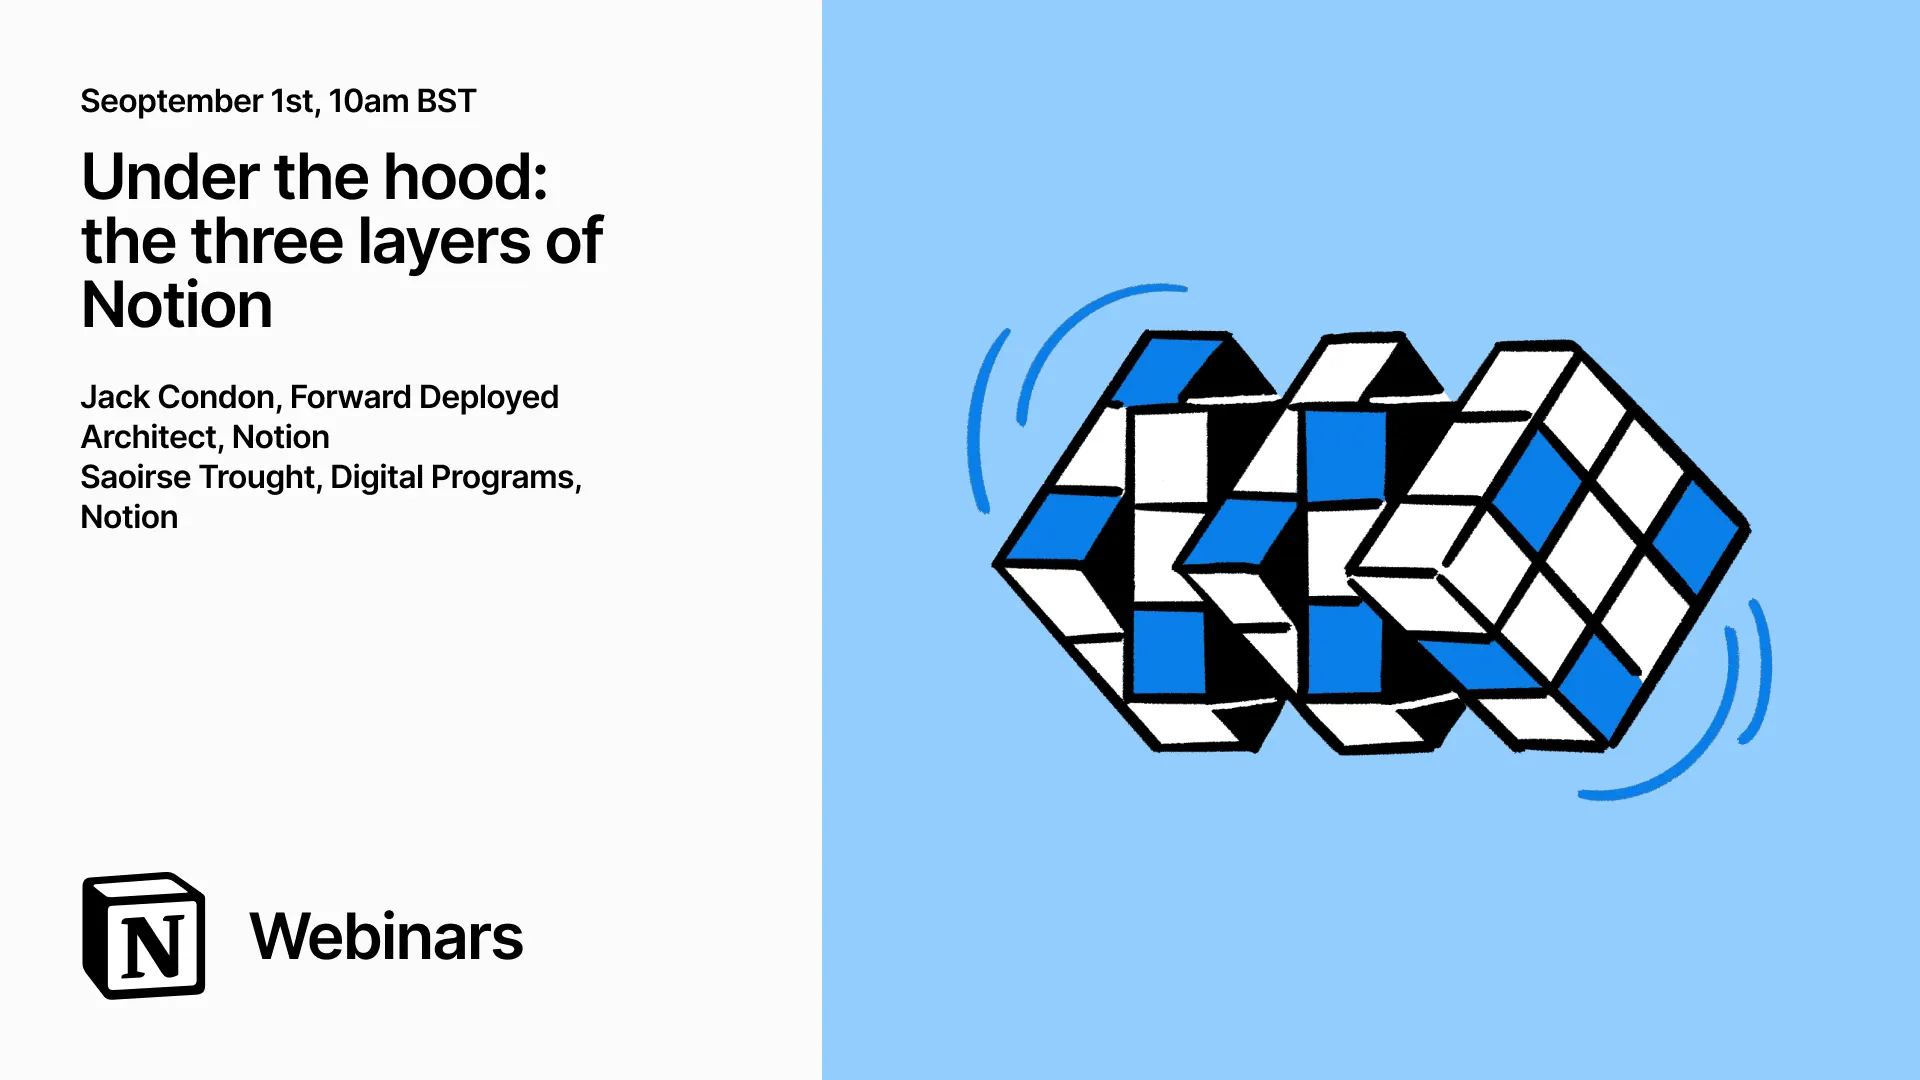 Seoptember 1st, 10am BST
Under the hood:
the three layers of
Notion
Jack Condon, Forward Deployed
Architect, Notion
Saoirse Trought, Digital Programs,
Notion
N
Webinars